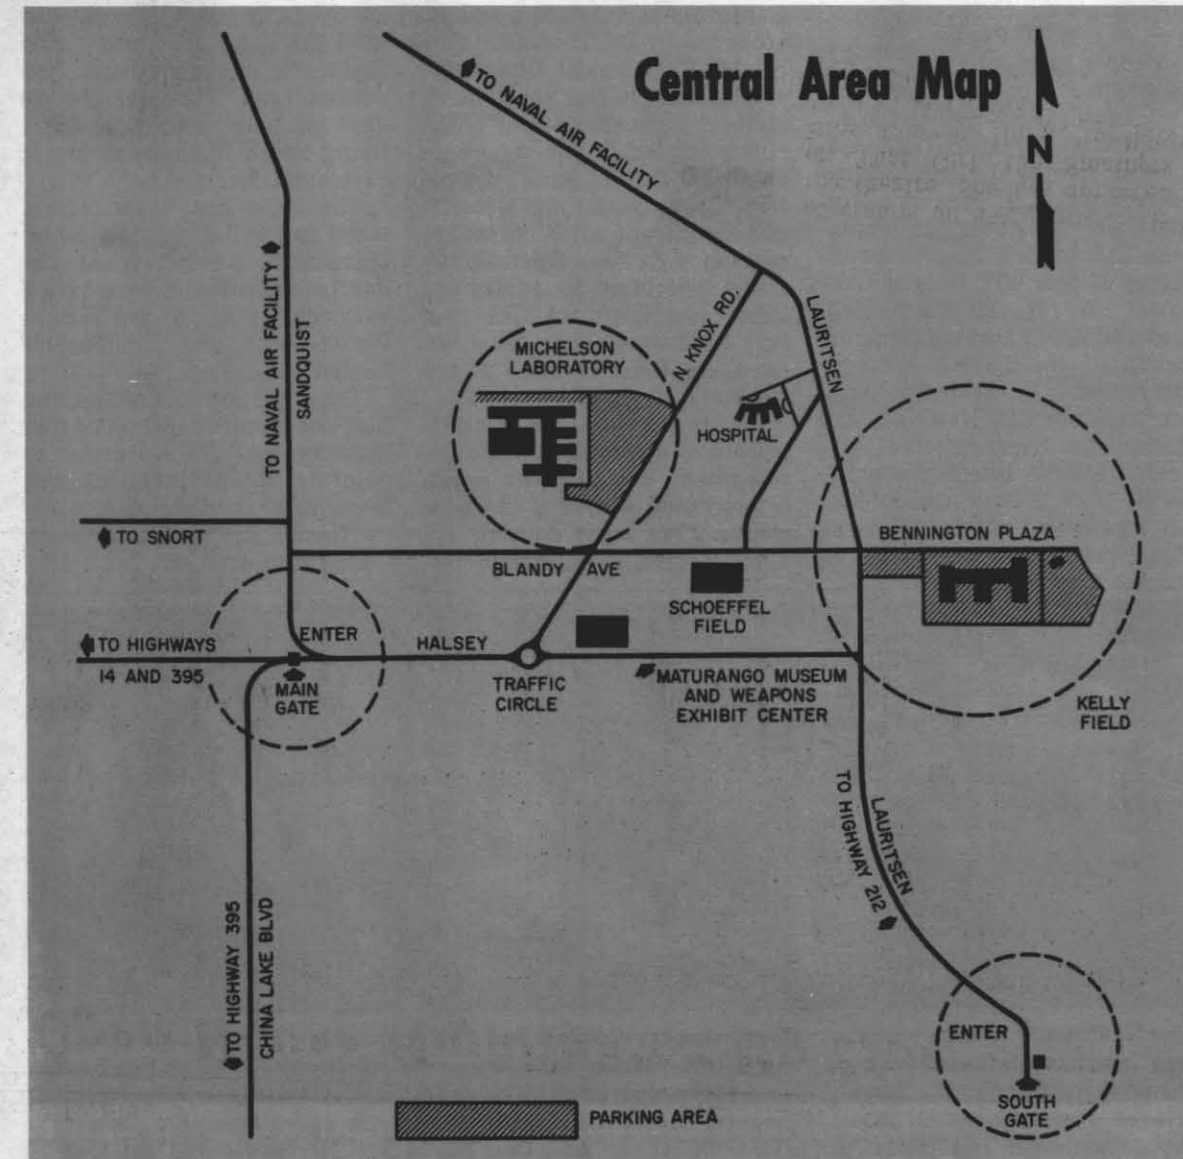 Central Area Map
N
TO NAVAL AIR FACILITY
TO NAVAL AIR FACILITY
SANDQUIST
N. KNOX RD.
LAURITSEN
MICHELSON
LABORATORY
HOSPITAL
TO SNORT
BENNINGTON PLAZA
BLANDY AVE
SCHOEFFEL
FIELD
TO HIGHWAYS
14 AND 395
ENTER
HALSEY
MAIN
GATE
TRAFFIC
CIRCLE
MATURANGO MUSEUM
AND WEAPONS
EXHIBIT CENTER
KELLY
FIELD
LAURITSEN
TO HIGHWAY 212
TO HIGHWAY 395
CHINA LAKE BLVD
ENTER
SOUTH
GATE
PARKING AREA